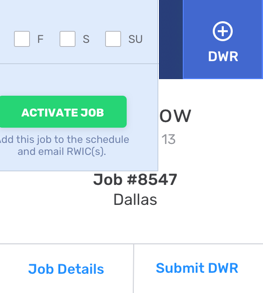 F S SU
DWR
ACTIVATE JOB
Add this job to the schedule
and email RWIC(s).
13
Job #8547
Dallas
Job Details Submit DWR